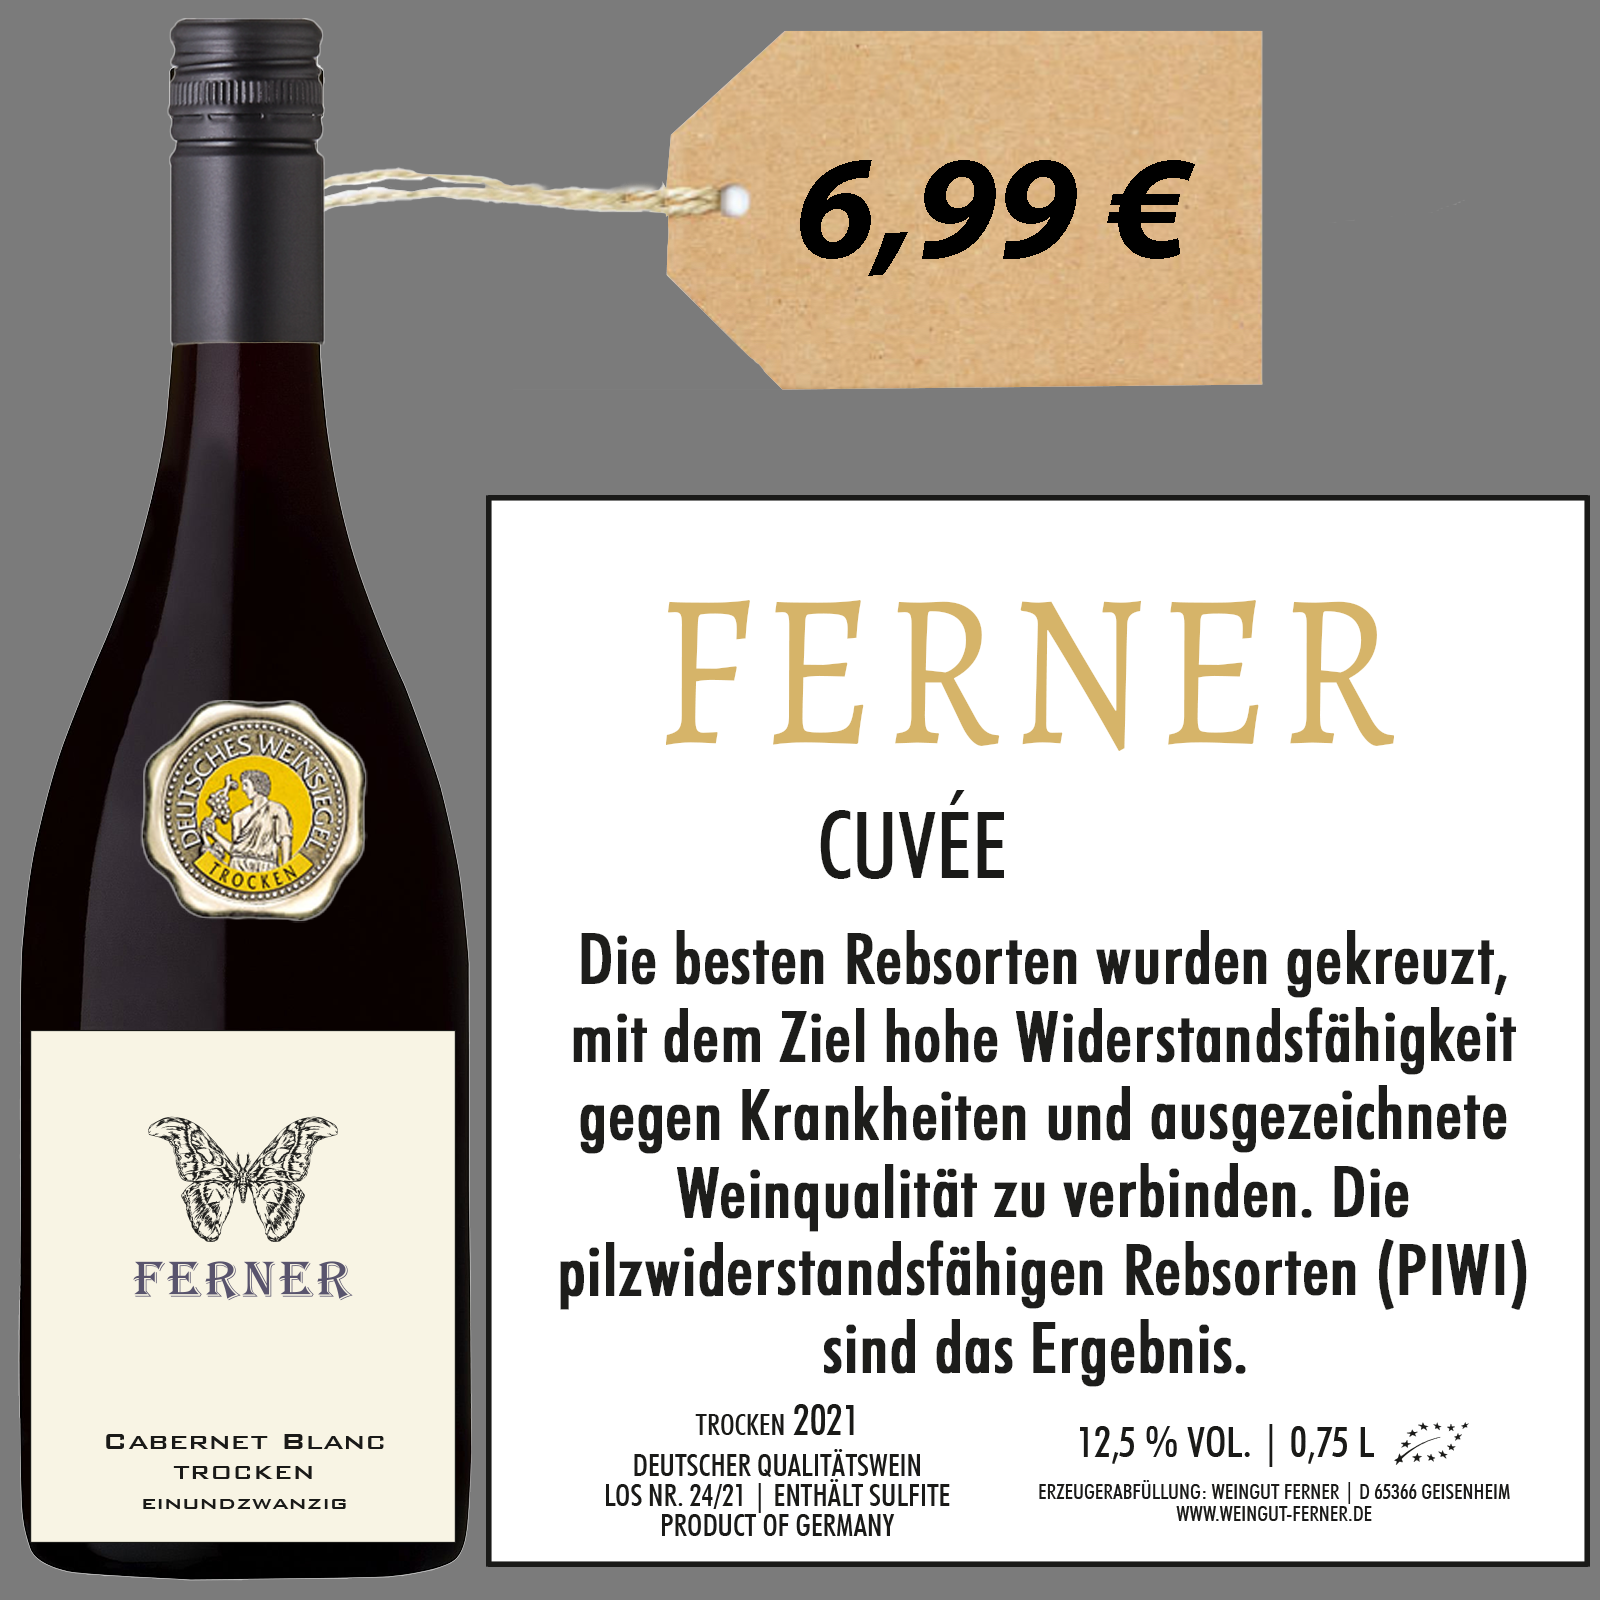 6,99 €
DEUTSCHES WEINSIEGEL
TROCKEN
FERNER
CABERNET BLANC
TROCKEN
EINUNDZWANZIG
FERNER
CUVÉE
Die besten Rebsorten wurden gekreuzt,
mit dem Ziel hohe Widerstandsfähigkeit
gegen Krankheiten und ausgezeichnete
Weinqualität zu verbinden. Die
pilzwiderstandsfähigen Rebsorten (PIWI)
sind das Ergebnis.
TROCKEN 2021
DEUTSCHER QUALITÄTSWEIN
LOS NR. 24/21 | ENTHÄLT SULFITE
PRODUCT OF GERMANY
12,5 % VOL. | 0,75 L
ERZEUGERABFÜLLUNG: WEINGUT FERNER | D 65366 GEISENHEIM
WWW.WEINGUT-FERNER.DE